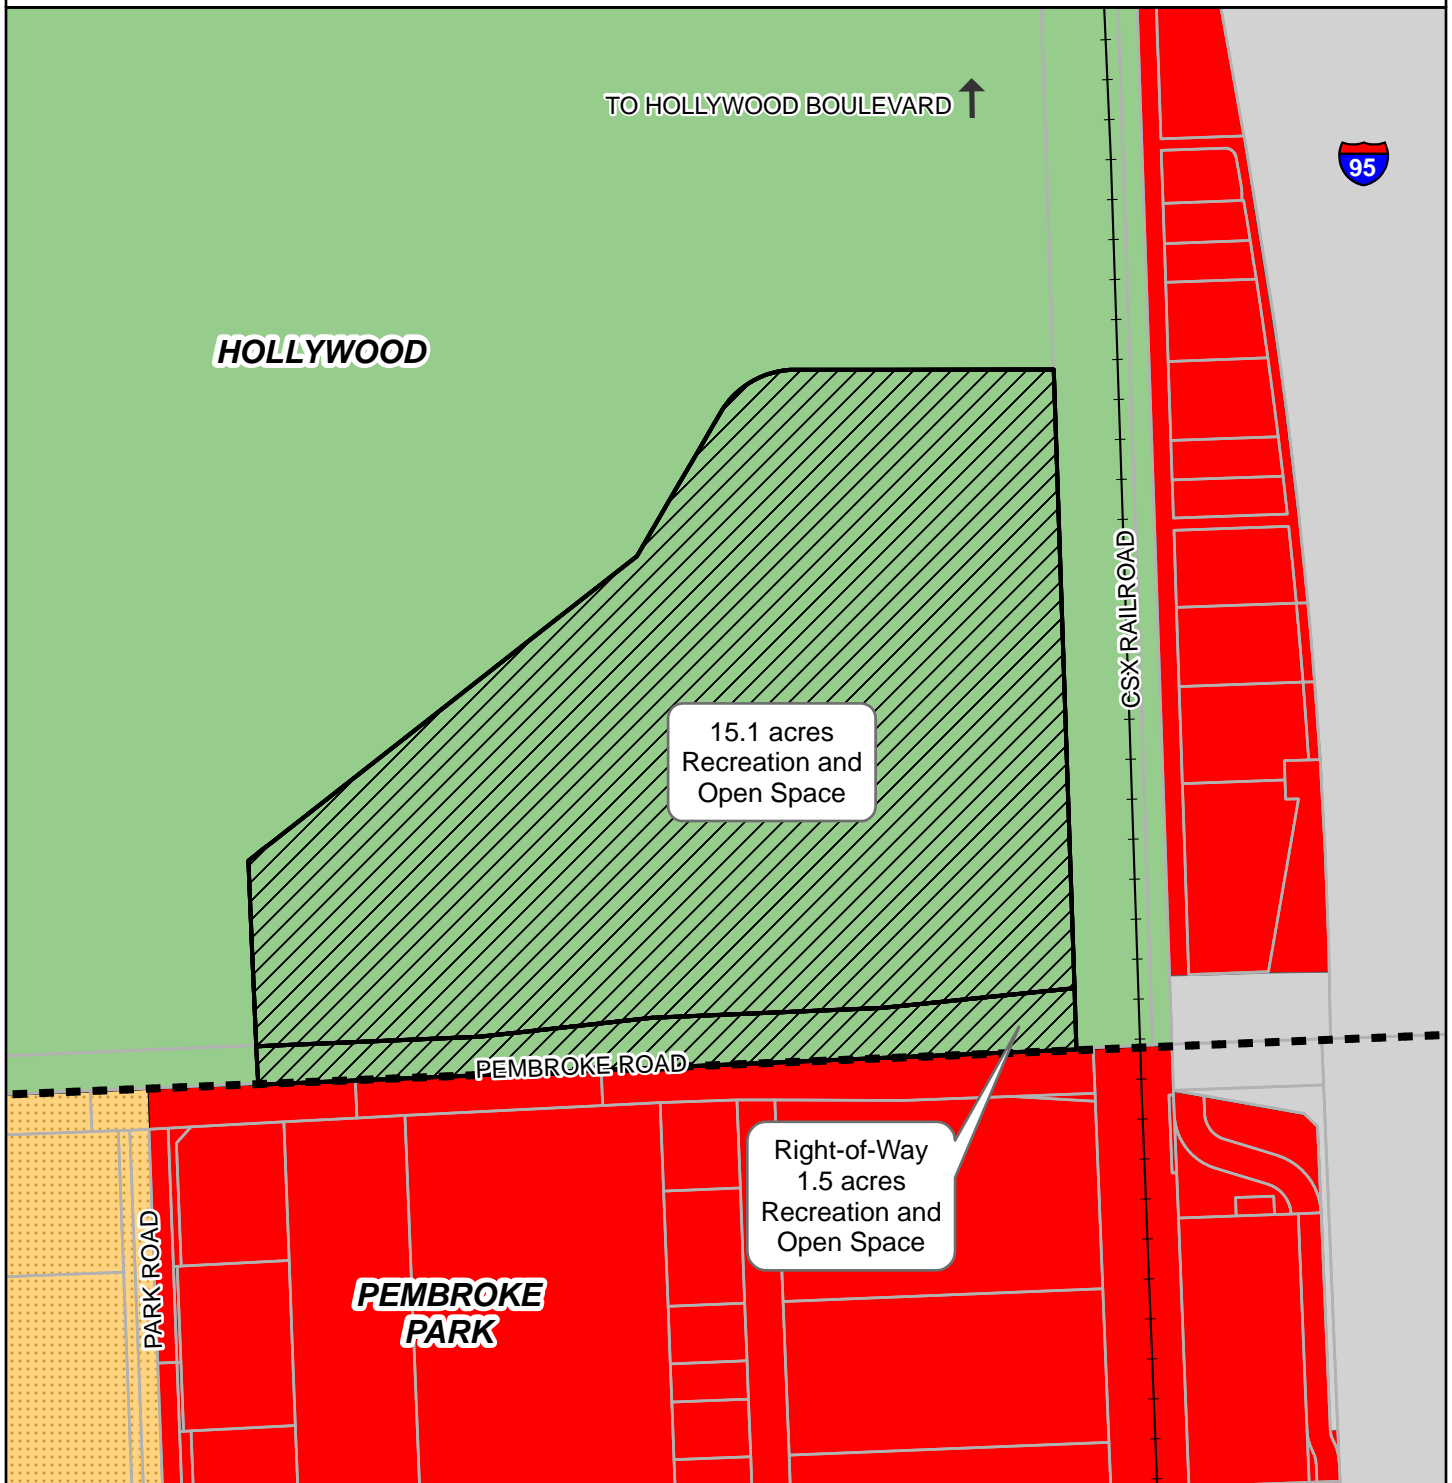 TO HOLLYWOOD BOULEVARD
95
HOLLYWOOD
CSX RAILROAD
15.1 acres
Recreation and
Open Space
PEMBROKE ROAD
Right-of-Way
1.5 acres
Recreation and
Open Space
PARK ROAD
PEMBROKE
PARK